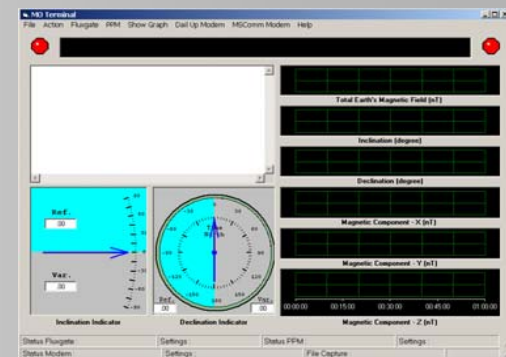 MO Terminal
File Action Fluxgate PPM Show Graph Dail Up Modem MSComm Modem Help
Total Earth's Magnetic Field (nT)
Inclination (degree)
Declination (degree)
Magnetic Component - X (nT)
Magnetic Component - Y (nT)
00:00:00 00:15:00 00:30:00 00:45:00 01:00:00
Magnetic Component - Z (nT)
Ref.
.00
Var.
.00
Inclination Indicator
True
North
Ref.
.00
Var.
.00
Declination Indicator
Status Fluxgate : Settings : Status PPM : Settings :
Status Modem : Settings : File Capture :